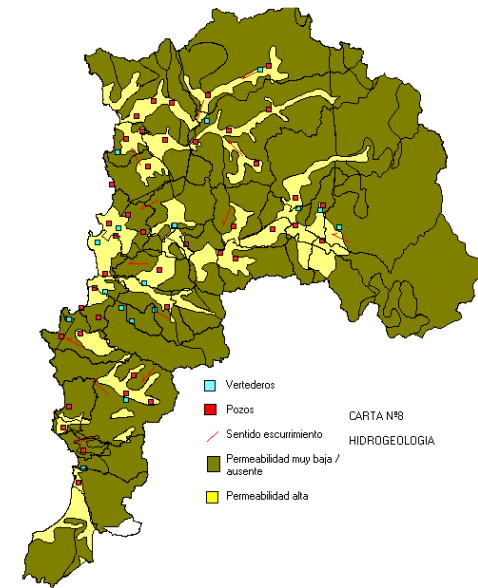 Vertederos
Pozos
CARTA Nº8
Sentido escurrimiento
HIDROGEOLOGIA
Permeabilidad muy baja /
ausente
Permeabilidad alta